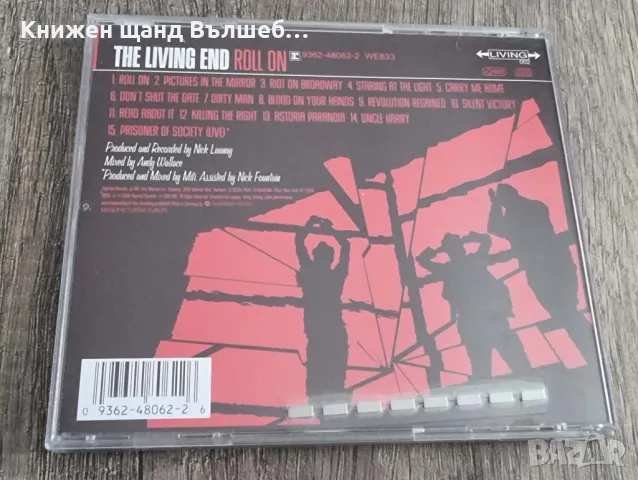 Книжен Щанд Вълшеб...
THE LIVING END ROLL ON
9362-48062-2 WE833
LIVING
002
1. ROLL ON 2. PICTURES IN THE MIRROR 3. RIOT ON BROADWAY 4. STARING AT THE LIGHT 5. CARRY ME HOME
6. DON'T SHUT THE GATE 7. DIRTY MAN 8. BLOOD ON YOUR HANDS 9. REVOLUTION REGAINED 10. SILENT VICTORY
11. READ ABOUT IT 12. KILLING THE RIGHT 13. ASTORIA PARANOIA 14. UNCLE HARRY
15. PRISONER OF SOCIETY (LIVE)*
Produced and Recorded by Nick Launay
Mixed by Andy Wallace
*Produced and Mixed by Mitt. Assisted by Nick Fountain
MANUFACTURING EUROPE
0 9362-48062-2 6
BAZAR